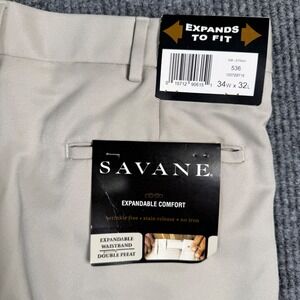 EXPANDS
TO FIT
536
34W x 32L
SAVANE
EXPANDABLE COMFORT
wrinkle free • stain release • no iron
EXPANDABLE
WAISTBAND
DOUBLE PLEAT